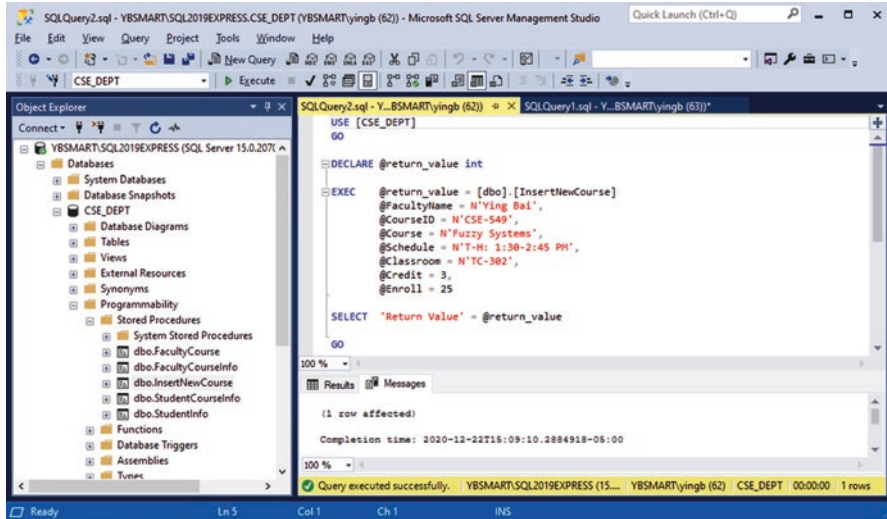 SQLQuery2.sql - YBSMART\SQL2019EXPRESS.CSE_DEPT (YBSMART\yingb (62)) - Microsoft SQL Server Management Studio
Quick Launch (Ctrl+Q)
File Edit View Query Project Tools Window Help
New Query
CSE_DEPT
Execute
Object Explorer
Connect
YBSMART\SQL2019EXPRESS (SQL Server 15.0.207(
Databases
System Databases
Database Snapshots
CSE_DEPT
Database Diagrams
Tables
Views
External Resources
Synonyms
Programmability
Stored Procedures
System Stored Procedures
dbo.FacultyCourse
dbo.FacultyCourseInfo
dbo.InsertNewCourse
dbo.StudentCourseInfo
dbo.StudentInfo
Functions
Database Triggers
Assemblies
Types
SQLQuery2.sql - Y...BSMART\yingb (62))
SQLQuery1.sql - Y...BSMART\yingb (63))*
USE [CSE_DEPT]
GO
DECLARE @return_value int
EXEC @return_value = [dbo].[InsertNewCourse]
@FacultyName = N'Ying Bai',
@CourseID = N'CSE-549',
@Course = N'Fuzzy Systems',
@Schedule = N'T-H: 1:30-2:45 PM',
@Classroom = N'TC-302',
@Credit = 3,
@Enroll = 25
SELECT 'Return Value' = @return_value
GO
100 %
Results Messages
(1 row affected)
Completion time: 2020-12-22T15:09:10.2884918-05:00
100 %
Query executed successfully. YBSMART\SQL2019EXPRESS (15.... YBSMART\yingb (62) CSE_DEPT 00:00:00 1 rows
Ready Ln 5 Col 1 Ch 1 INS